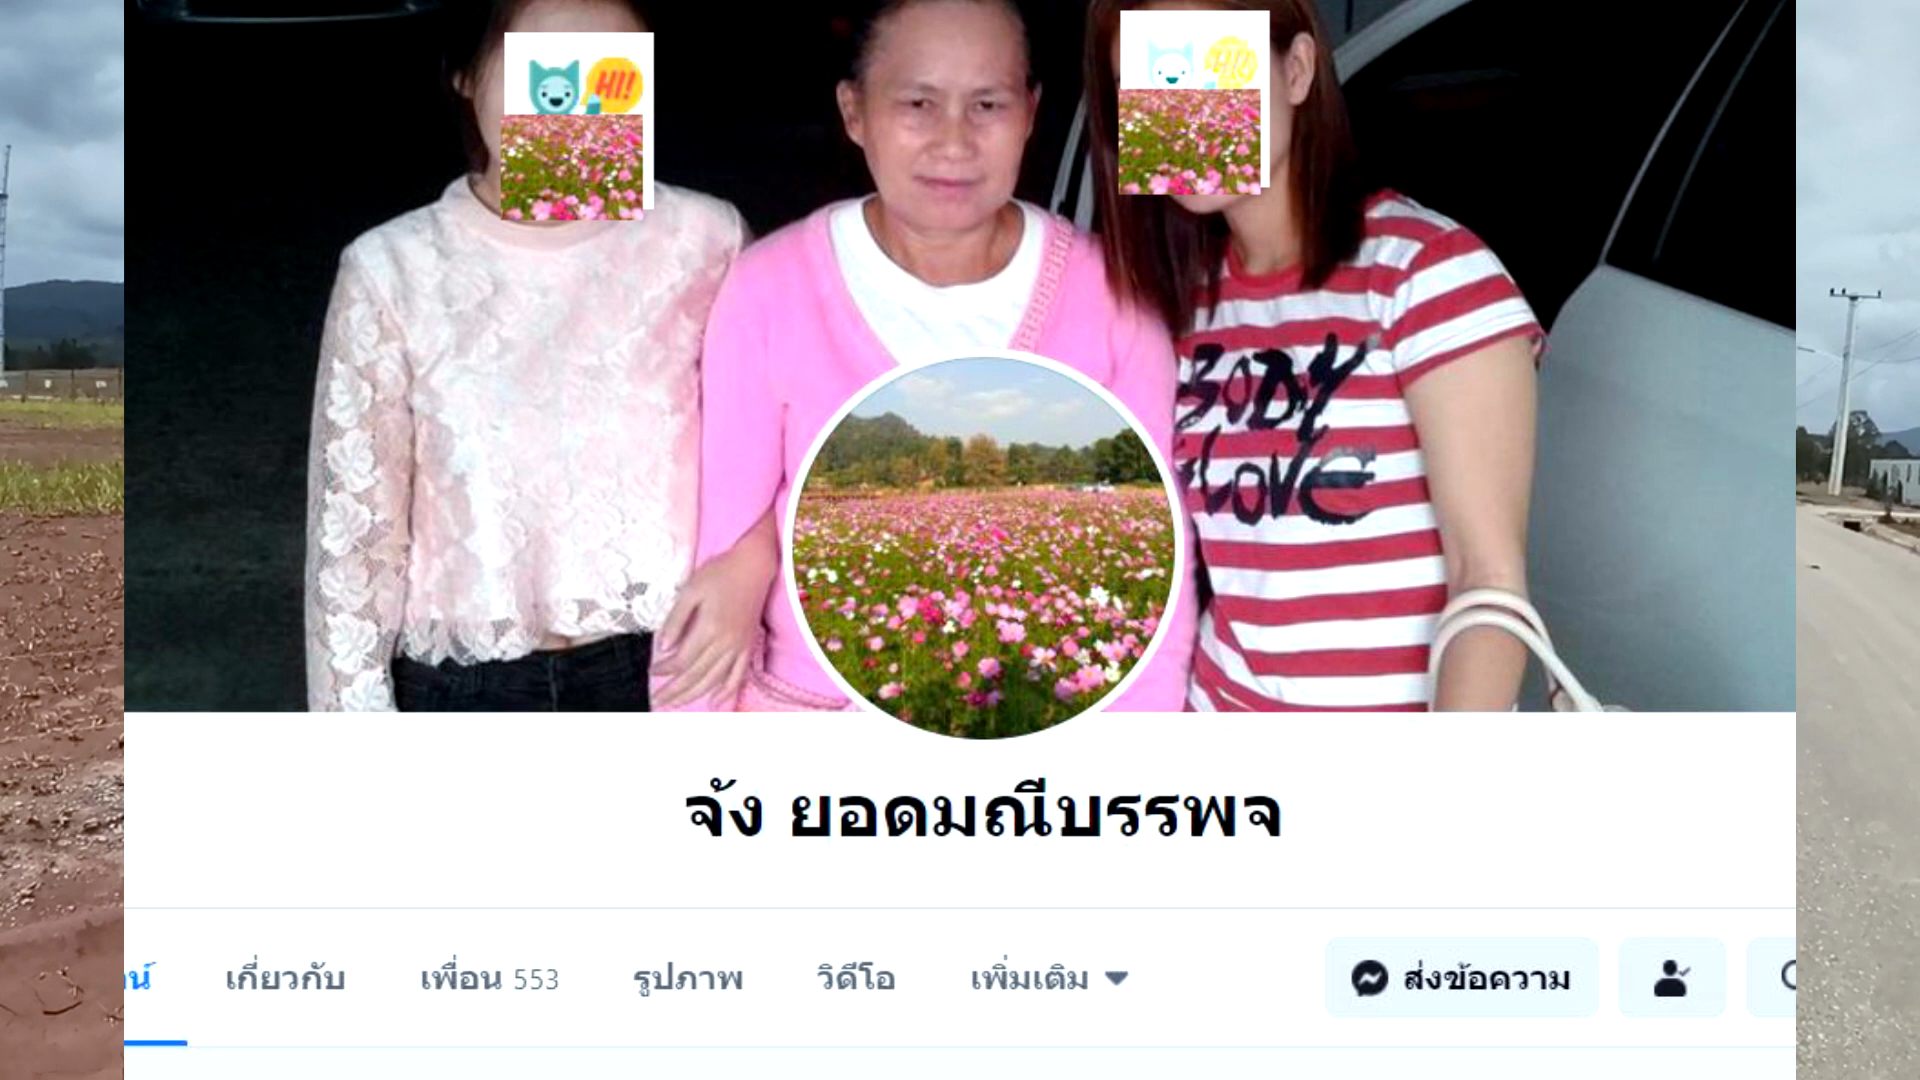 HI!
HI!
BODY
GLOVE
จ้ง ยอดมณีบรรพจ
น์
เกี่ยวกับ
เพื่อน 553
รูปภาพ
วิดีโอ
เพิ่มเติม
ส่งข้อความ